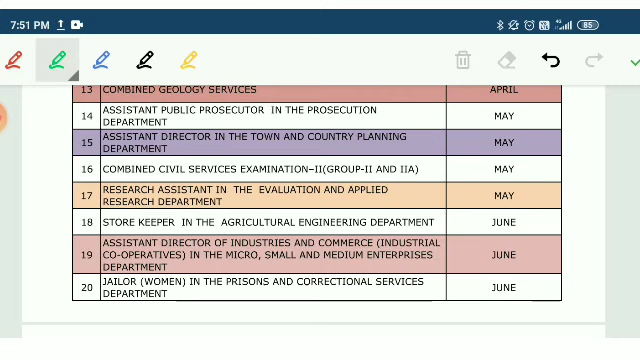 7:51 PM 85
13 COMBINED GEOLOGY SERVICES APRIL
14 ASSISTANT PUBLIC PROSECUTOR IN THE PROSECUTION
DEPARTMENT MAY
15 ASSISTANT DIRECTOR IN THE TOWN AND COUNTRY PLANNING
DEPARTMENT MAY
16 COMBINED CIVIL SERVICES EXAMINATION-II(GROUP-II AND IIA) MAY
17 RESEARCH ASSISTANT IN THE EVALUATION AND APPLIED
RESEARCH DEPARTMENT MAY
18 STORE KEEPER IN THE AGRICULTURAL ENGINEERING DEPARTMENT JUNE
19 ASSISTANT DIRECTOR OF INDUSTRIES AND COMMERCE (INDUSTRIAL
CO-OPERATIVES) IN THE MICRO, SMALL AND MEDIUM ENTERPRISES
DEPARTMENT JUNE
20 JAILOR (WOMEN) IN THE PRISONS AND CORRECTIONAL SERVICES
DEPARTMENT JUNE